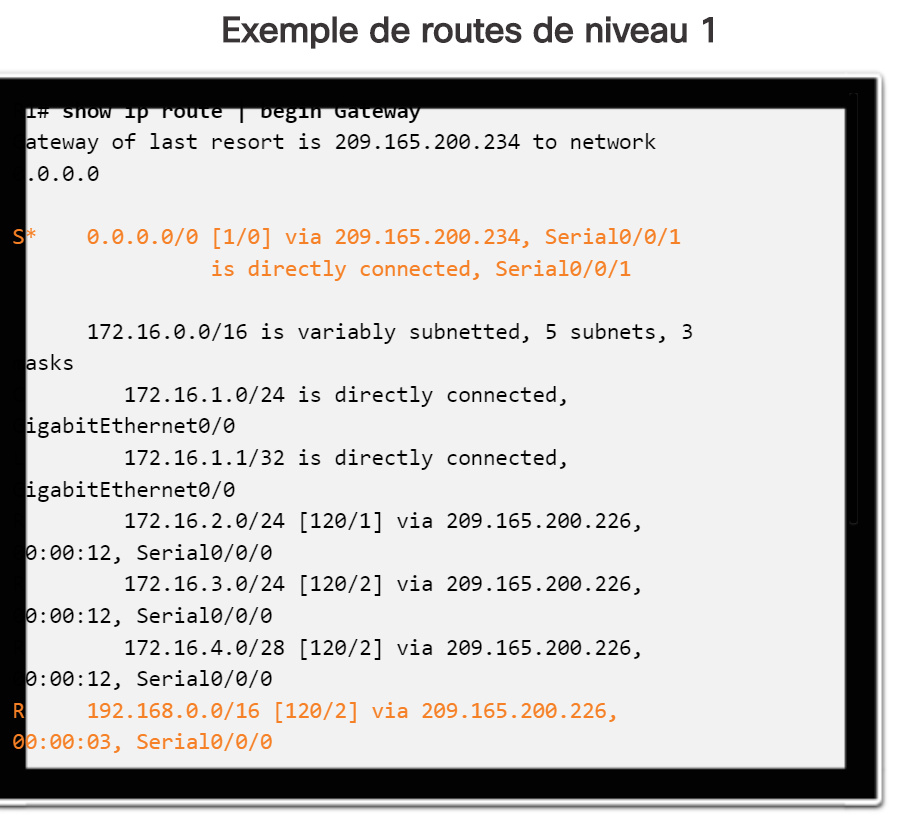 Exemple de routes de niveau 1
1# show ip route | begin Gateway
ateway of last resort is 209.165.200.234 to network
.0.0.0
S* 0.0.0.0/0 [1/0] via 209.165.200.234, Serial0/0/1
is directly connected, Serial0/0/1
172.16.0.0/16 is variably subnetted, 5 subnets, 3
asks
172.16.1.0/24 is directly connected,
igabitEthernet0/0
172.16.1.1/32 is directly connected,
igabitEthernet0/0
172.16.2.0/24 [120/1] via 209.165.200.226,
0:00:12, Serial0/0/0
172.16.3.0/24 [120/2] via 209.165.200.226,
0:00:12, Serial0/0/0
172.16.4.0/28 [120/2] via 209.165.200.226,
0:00:12, Serial0/0/0
R 192.168.0.0/16 [120/2] via 209.165.200.226,
00:00:03, Serial0/0/0